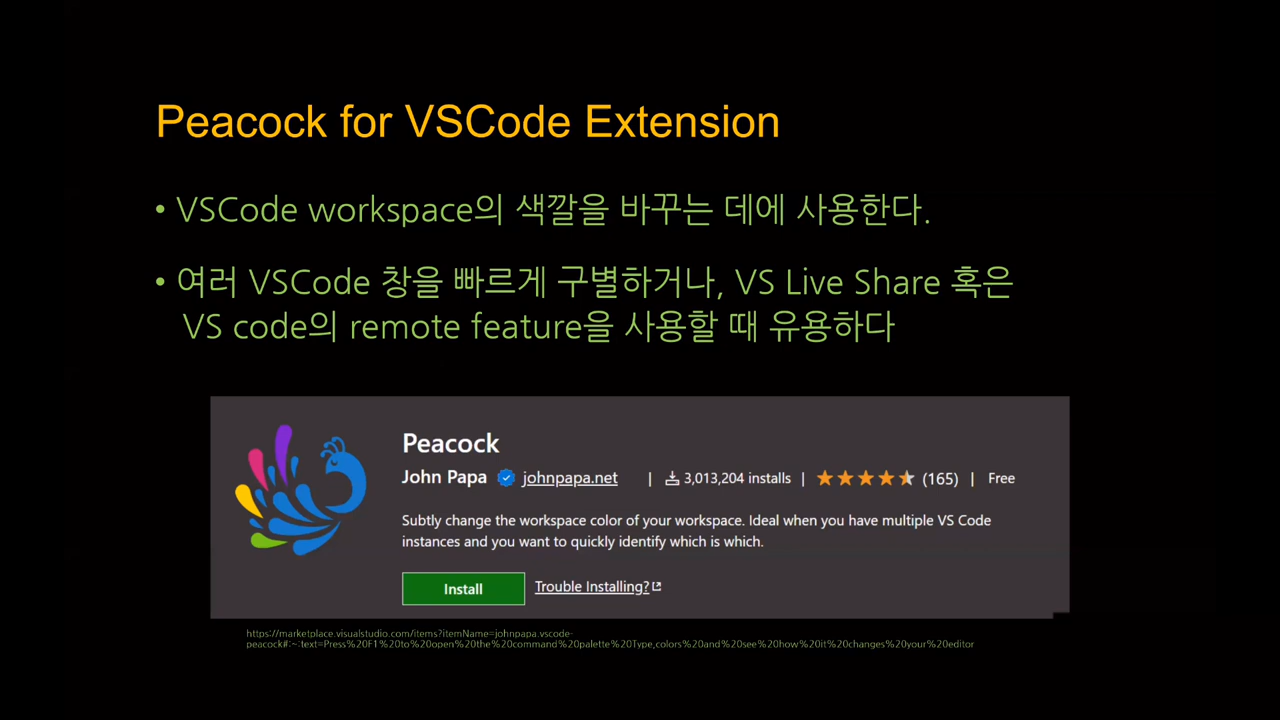 Peacock for VSCode Extension
• VSCode workspace의 색깔을 바꾸는 데에 사용한다.
• 여러 VSCode 창을 빠르게 구별하거나, VS Live Share 혹은
VS code의 remote feature을 사용할 때 유용하다
Peacock
John Papa johnpapa.net | 3,013,204 installs | (165) | Free
Subtly change the workspace color of your workspace. Ideal when you have multiple VS Code
instances and you want to quickly identify which is which.
Install Trouble Installing?
https://marketplace.visualstudio.com/items?itemName=johnpapa.vscode-
peacock#:~:text=Press%20F1%20to%20open%20the%20command%20palette%20Type,colors%20and%20see%20how%20it%20changes%20your%20editor